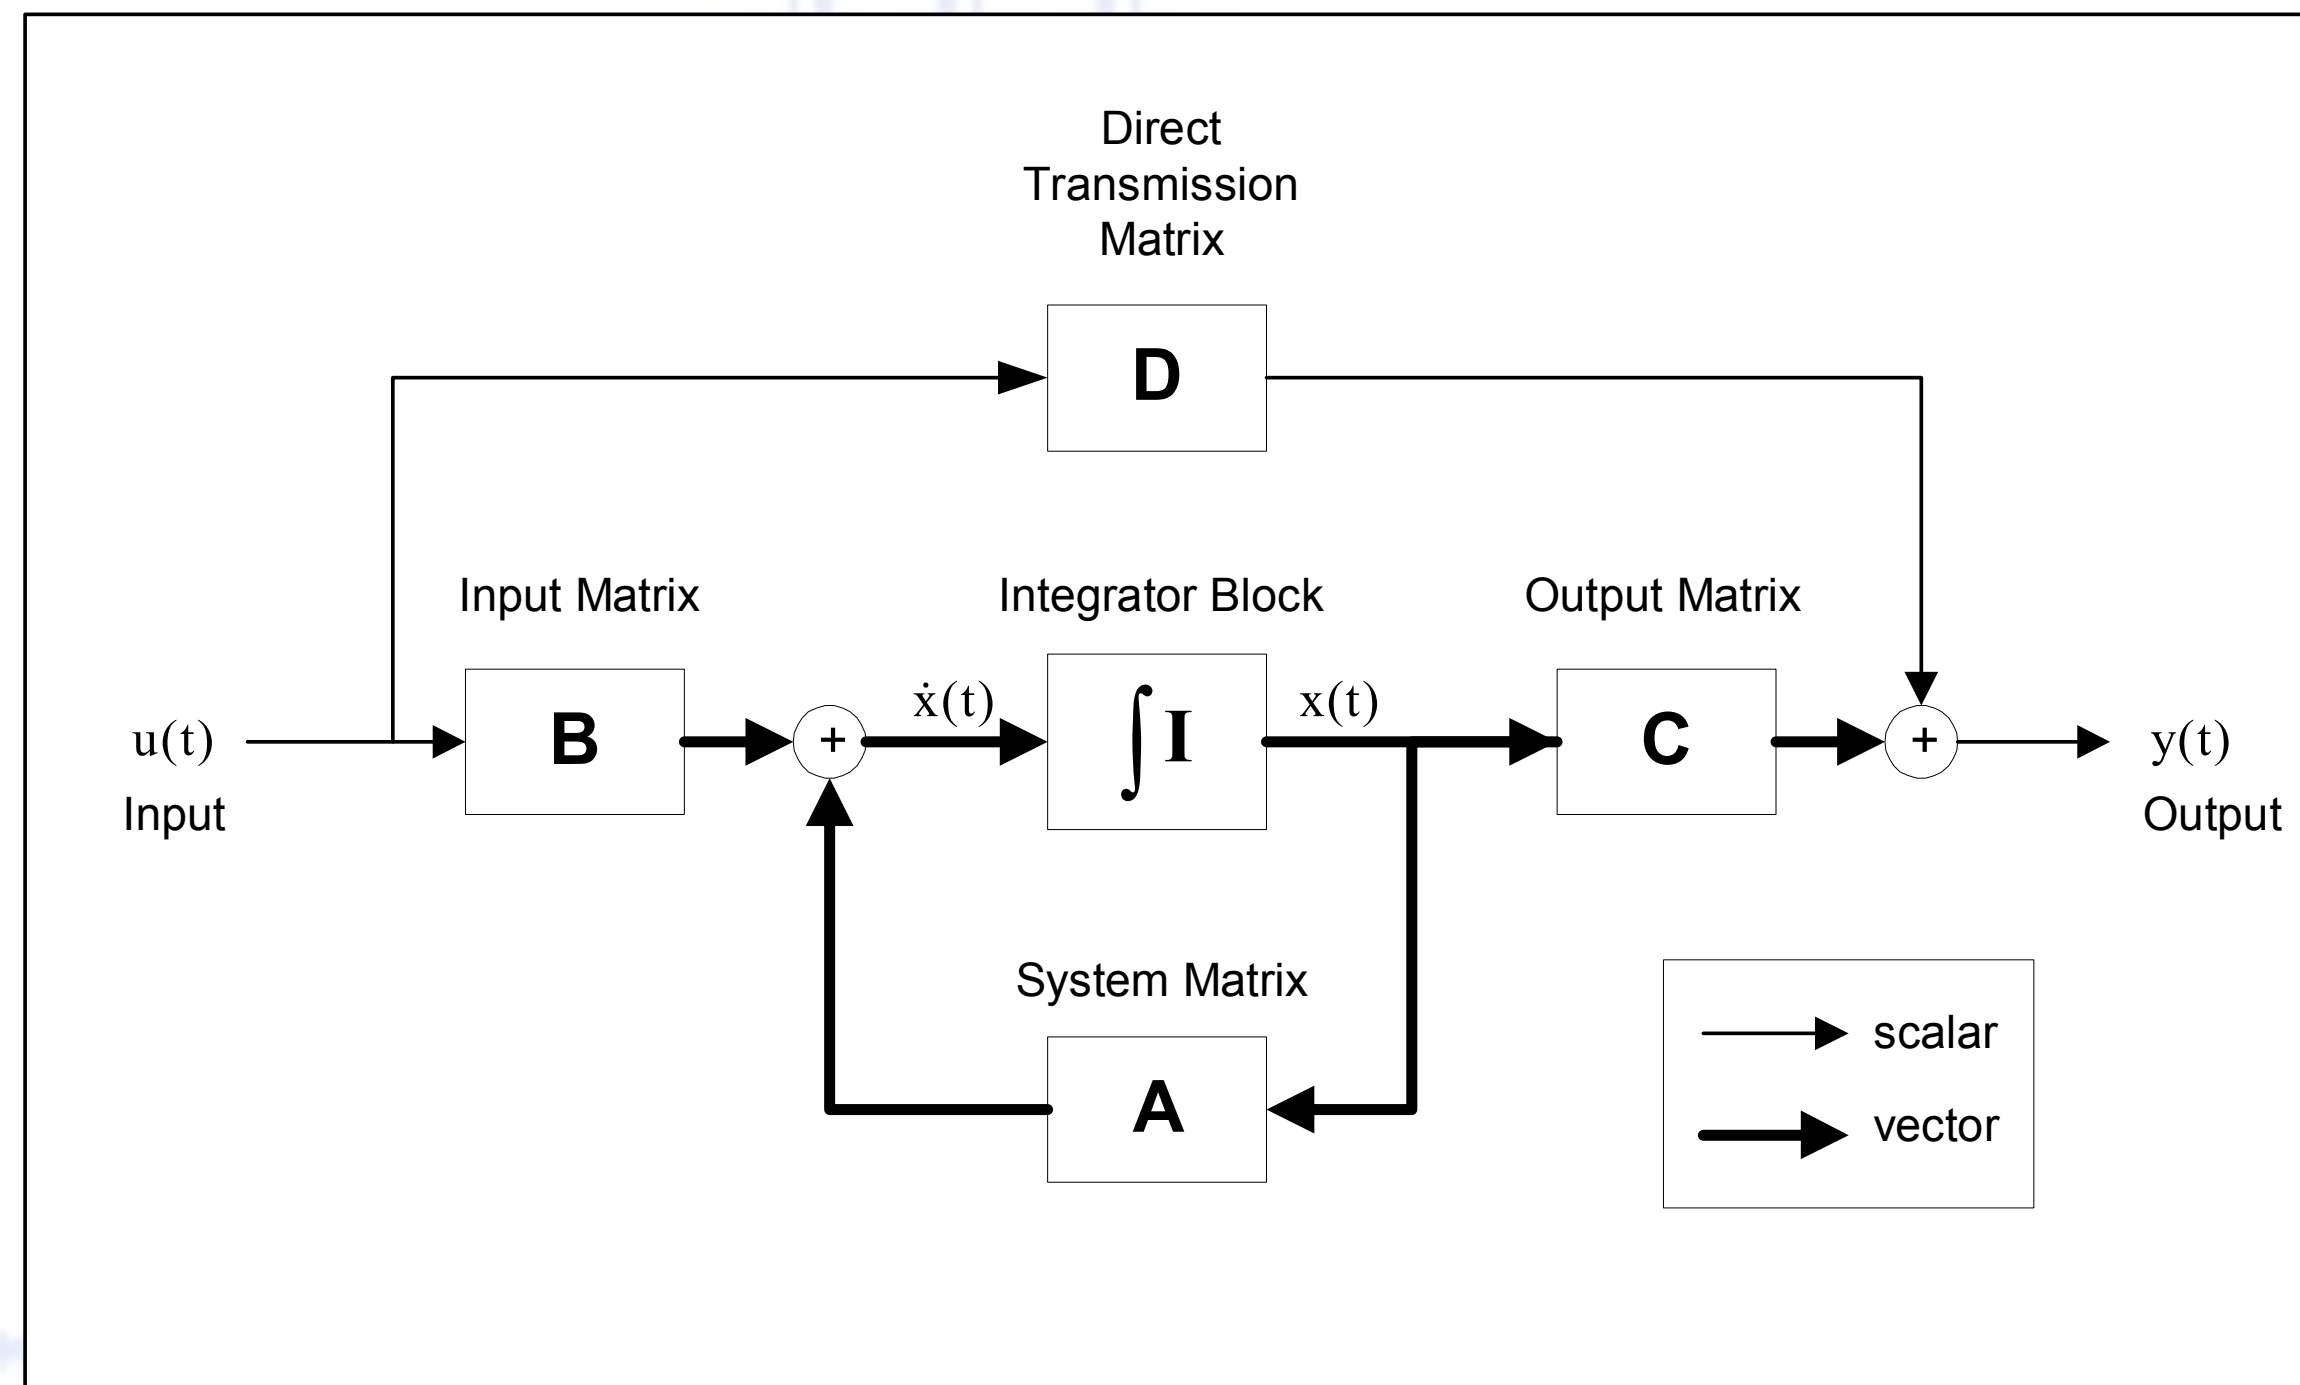 Direct
Transmission
Matrix
D
Input Matrix
Integrator Block
Output Matrix
u(t)
Input
B
+
ẋ(t)
∫I
x(t)
C
+
y(t)
Output
System Matrix
A
scalar
vector